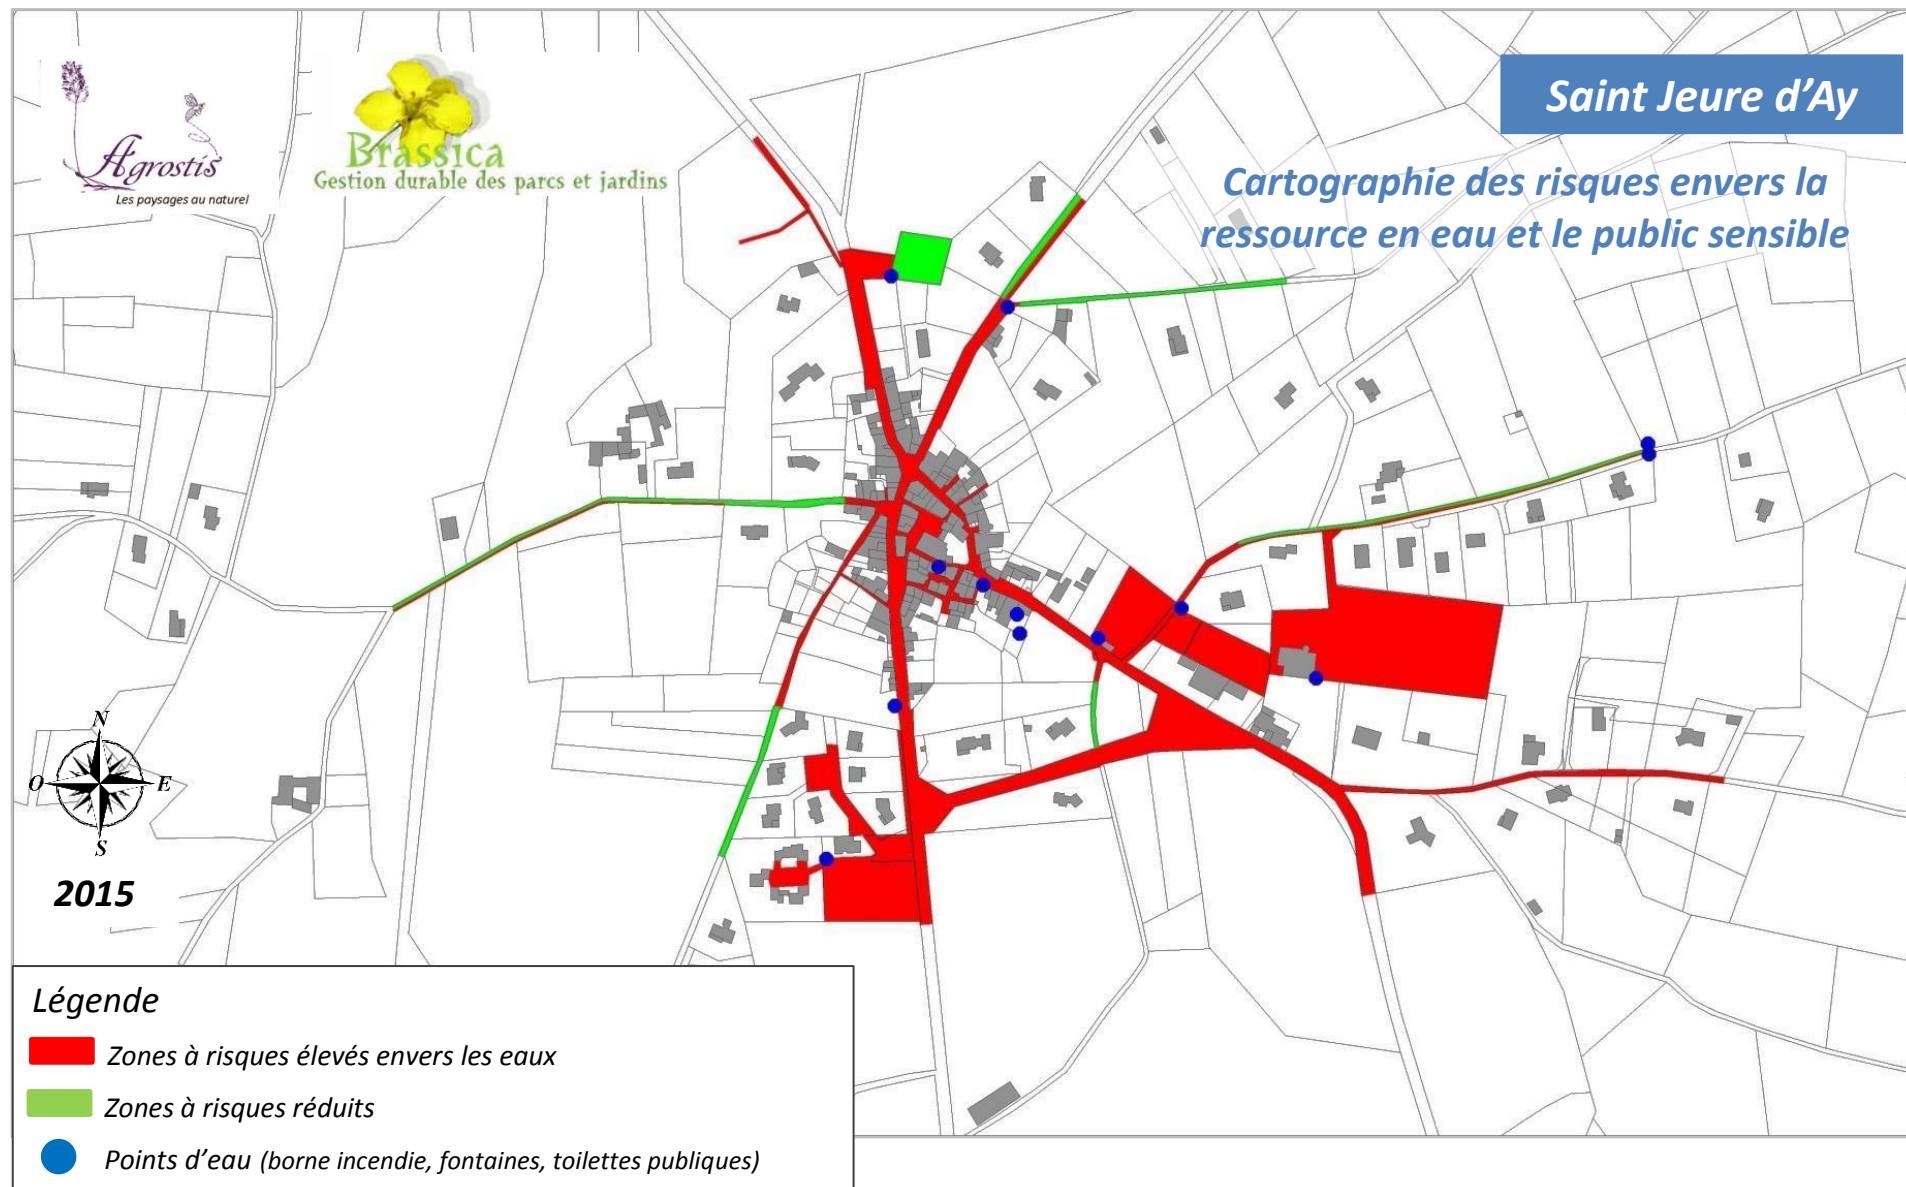 Agrostis
Les paysages au naturel
Brassica
Gestion durable des parcs et jardins
Saint Jeure d'Ay
Cartographie des risques envers la
ressource en eau et le public sensible
N
O
E
S
2015
Légende
Zones à risques élevés envers les eaux
Zones à risques réduits
Points d'eau (borne incendie, fontaines, toilettes publiques)